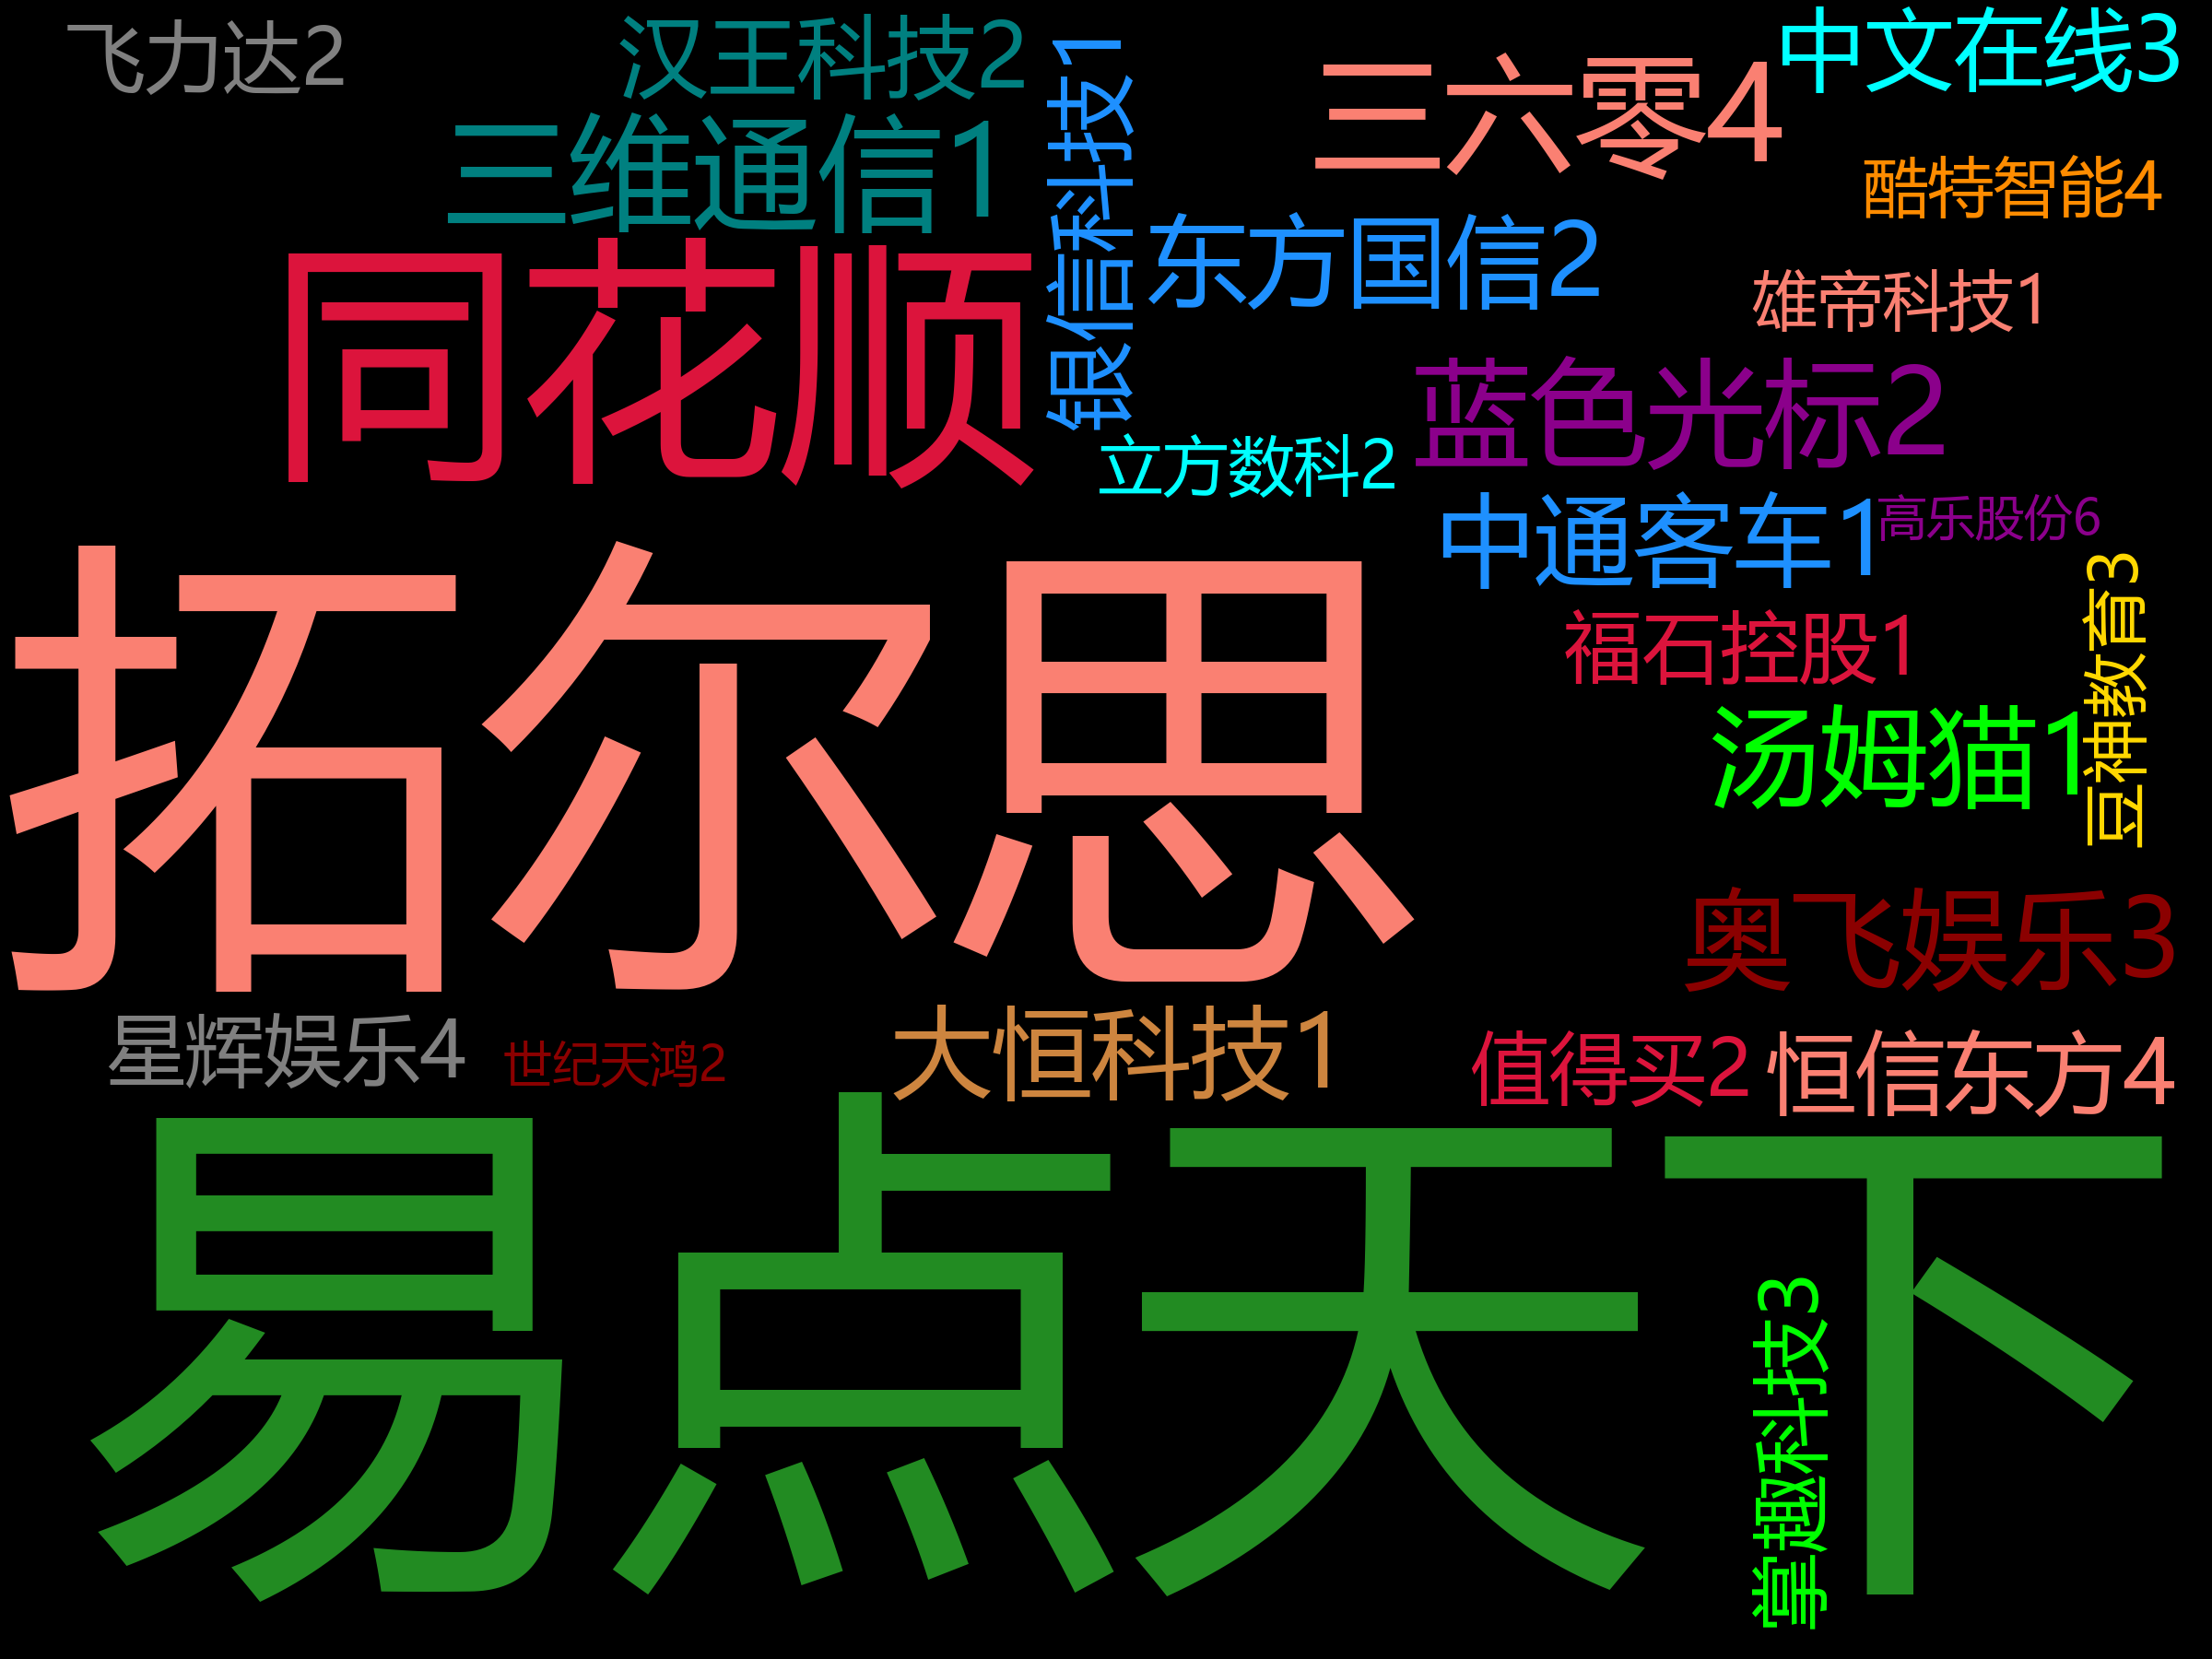 飞力达2
汉王科技2
中文在线3
三六零4
三维通信1
银信科技1
酷特智能4
东方国信2
同花顺
维帝科技1
蓝色光标2
立方数科2
中通客车1
高乐股份6
豆神教育3
福石控股1
拓尔思
汤姆猫1
奥飞娱乐3
星辉娱乐4
世纪天鸿2
大恒科技1
值得买2
恒信东方4
易点天下
掌趣科技3